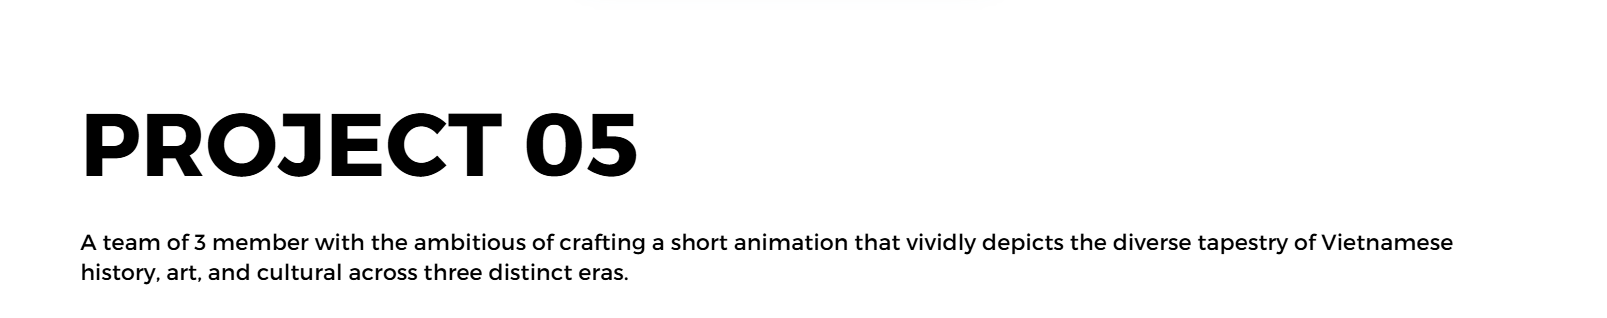 PROJECT 05
A team of 3 member with the ambitious of crafting a short animation that vividly depicts the diverse tapestry of Vietnamese
history, art, and cultural across three distinct eras.